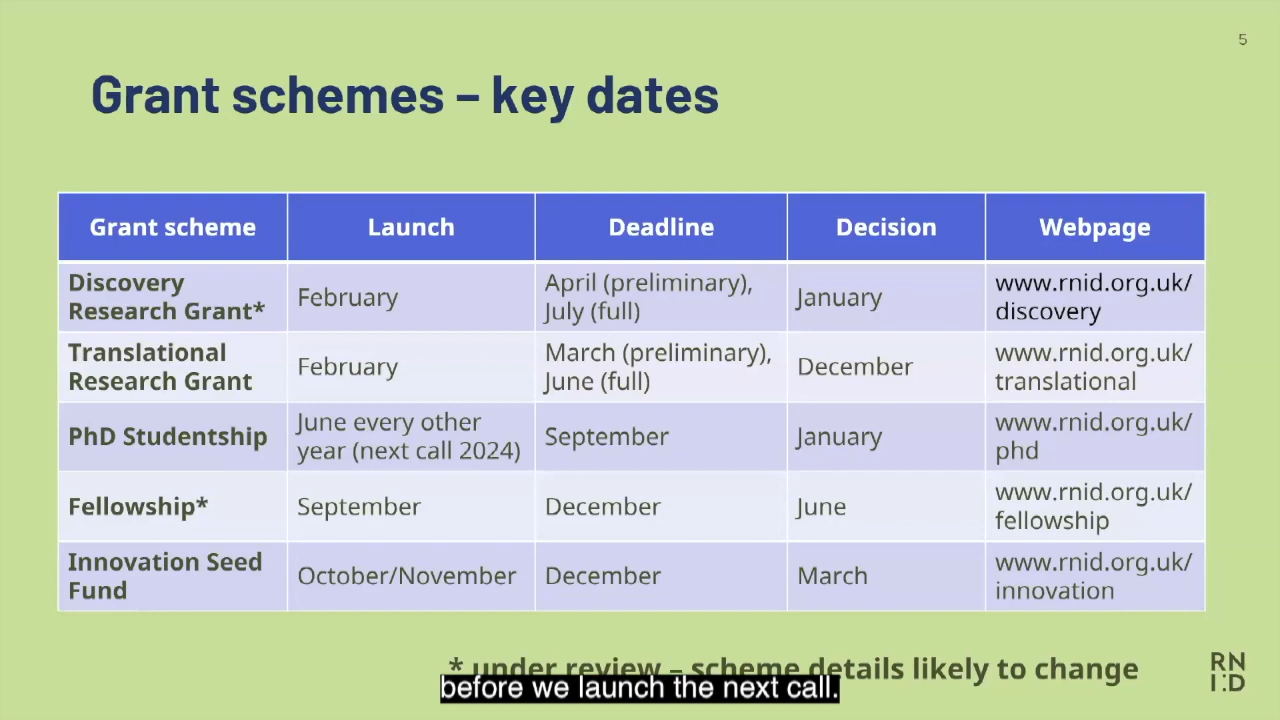 5
Grant schemes – key dates
Grant scheme Launch Deadline Decision Webpage
Discovery
Research Grant*
February
April (preliminary),
July (full)
January
www.rnid.org.uk/
discovery
Translational
Research Grant
February
March (preliminary),
June (full)
December
www.rnid.org.uk/
translational
PhD Studentship
June every other
year (next call 2024)
September
January
www.rnid.org.uk/
phd
Fellowship*
September
December
June
www.rnid.org.uk/
fellowship
Innovation Seed
Fund
October/November
December
March
www.rnid.org.uk/
innovation
* under review – scheme details likely to change
before we launch the next call.
RN
I:D